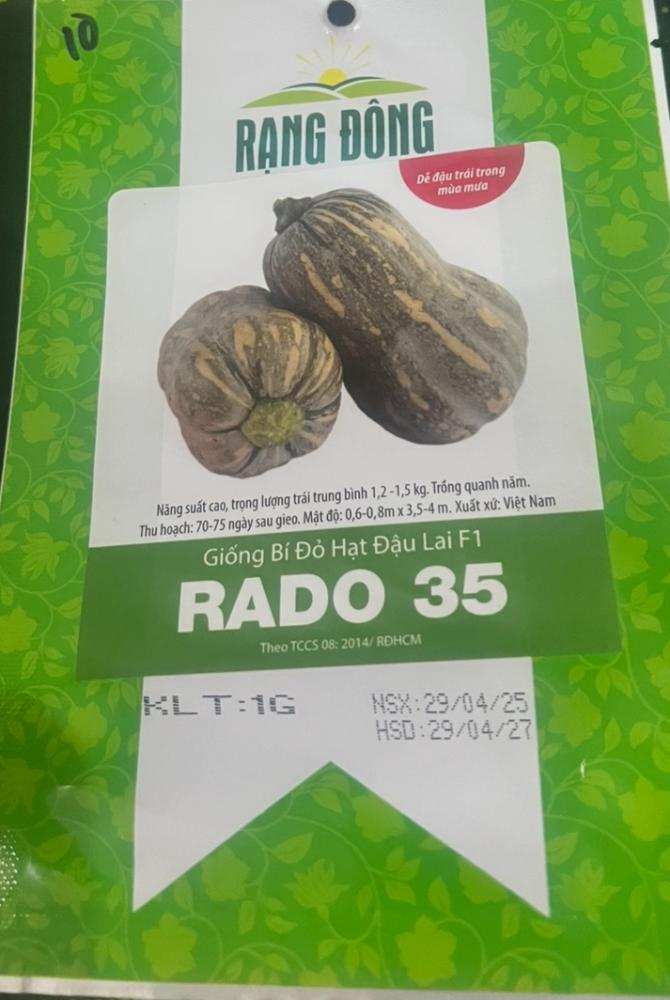 10
RẠNG ĐÔNG
Dễ đậu trái trong
mùa mưa
Năng suất cao, trọng lượng trái trung bình 1,2 -1,5 kg. Trồng quanh năm.
Thu hoạch: 70-75 ngày sau gieo. Mật độ: 0,6-0,8m x 3,5-4 m. Xuất xứ: Việt Nam
Giống Bí Đỏ Hạt Đậu Lai F1
RADO 35
Theo TCCS 08: 2014/ RĐHCM
KLT:1G
NSX:29/04/25
HSD:29/04/27